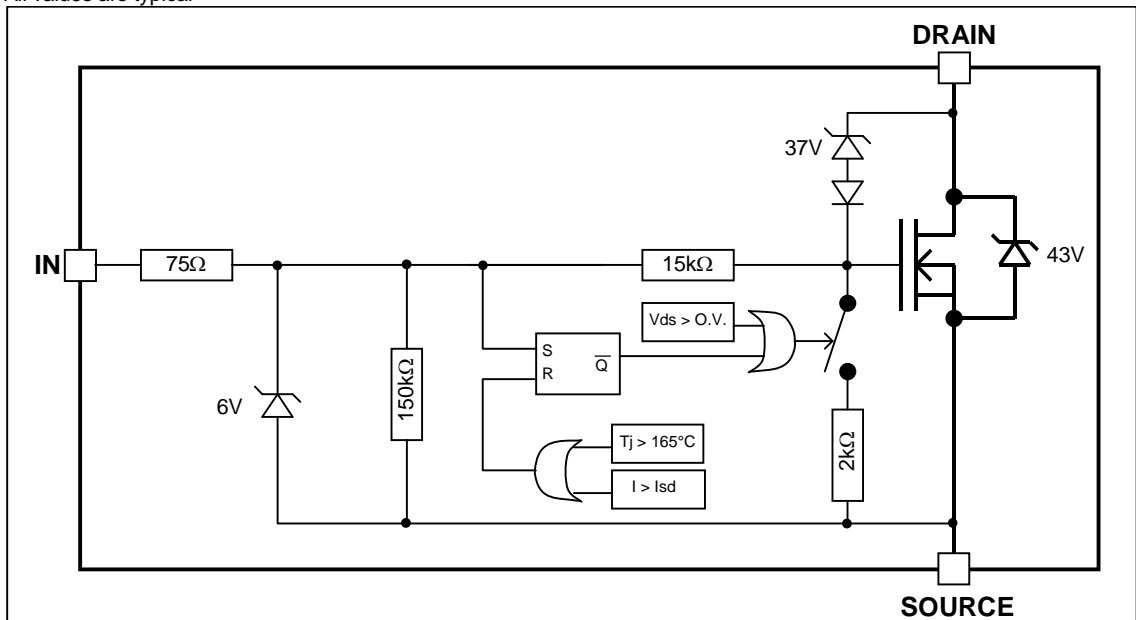 All values are typical
DRAIN
37V
IN
75Ω
15kΩ
43V
Vds > O.V.
S
R
Q̅
150kΩ
6V
Tj > 165°C
I > Isd
2kΩ
SOURCE